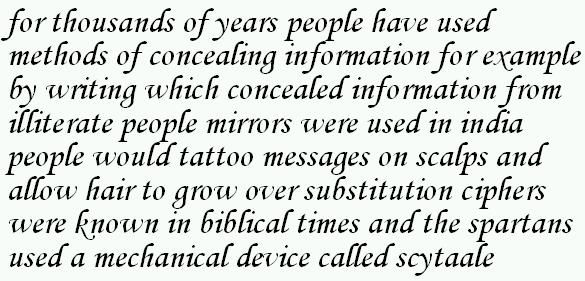 for thousands of years people have used
methods of concealing information for example
by writing which concealed information from
illiterate people mirrors were used in india
people would tattoo messages on scalps and
allow hair to grow over substitution ciphers
were known in biblical times and the spartans
used a mechanical device called scytaale